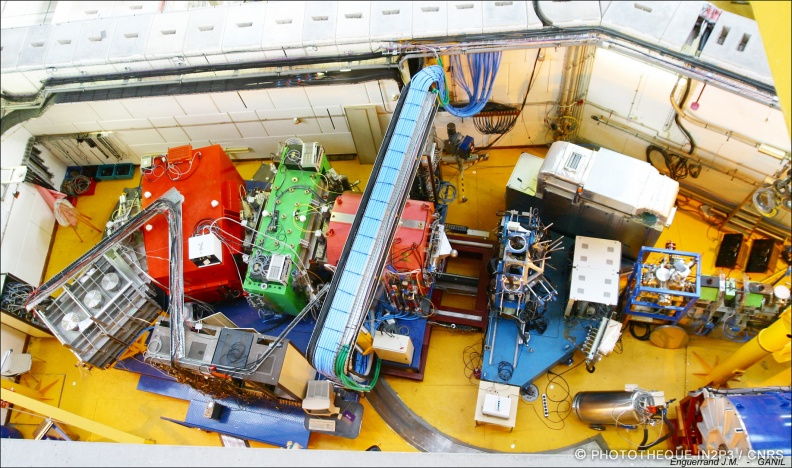 © PHOTOTHEQUE IN2P3 / CNRS
Enguerrand J.M. - GANIL